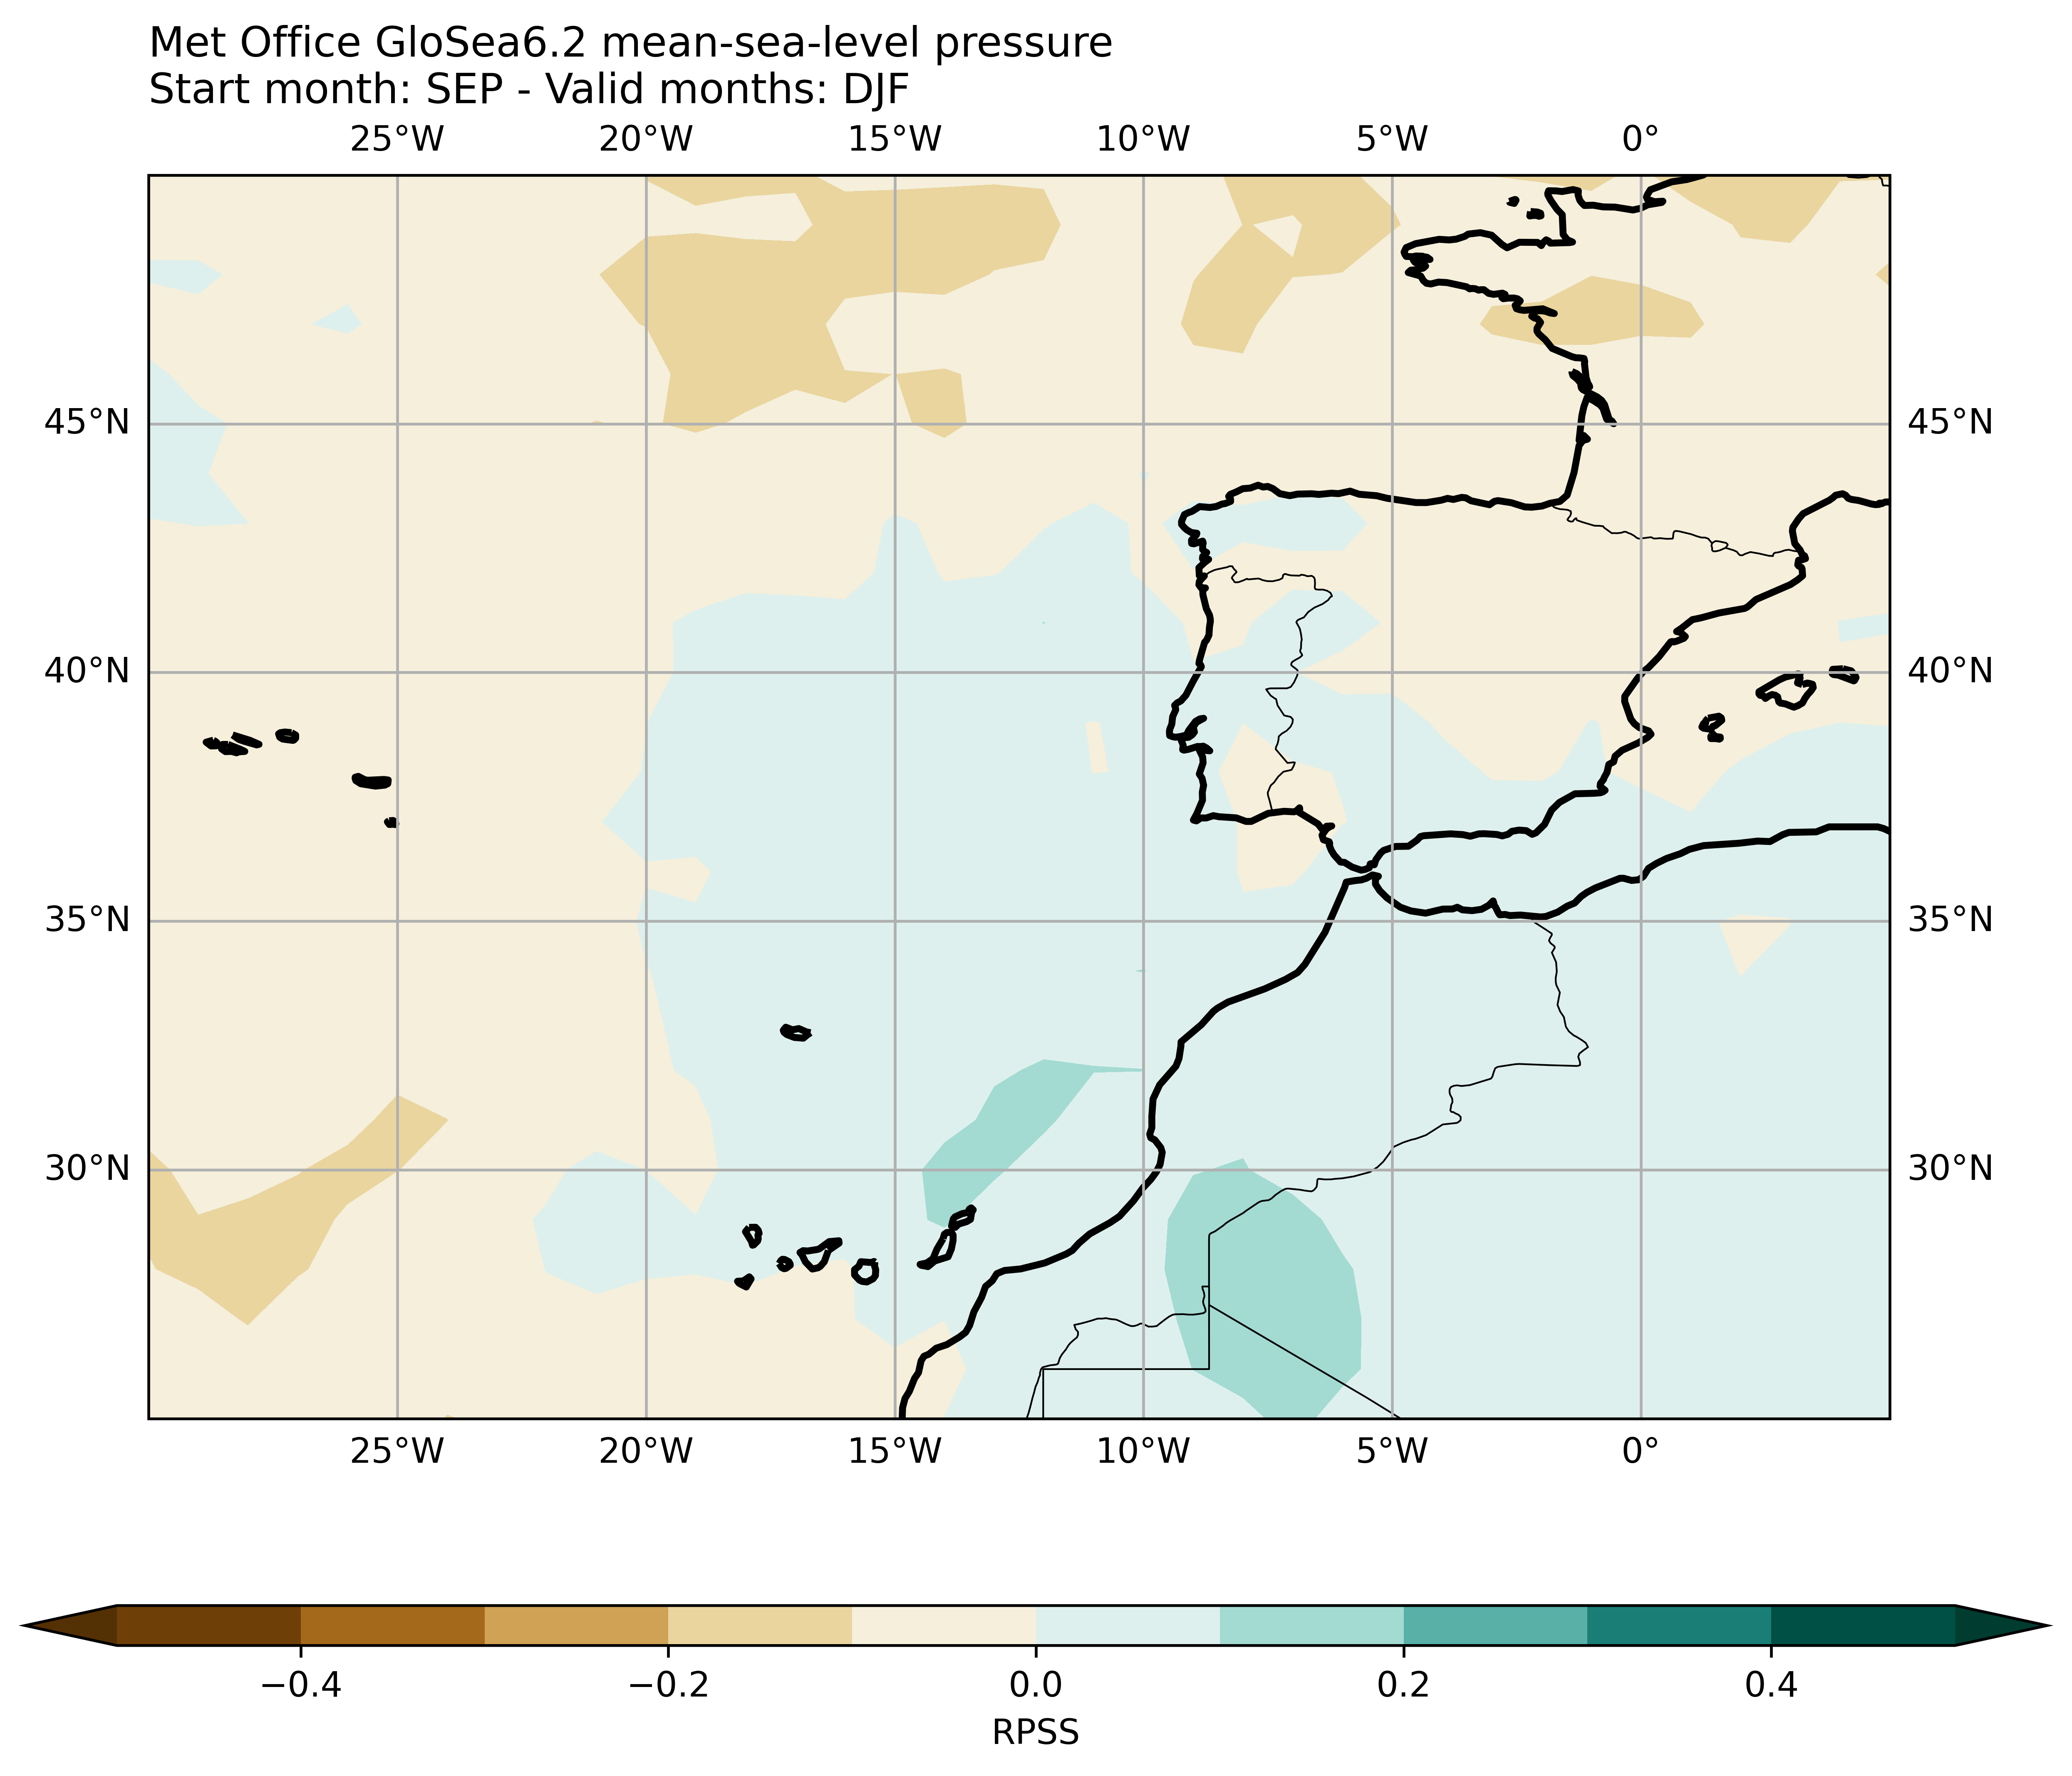 Met Office GloSea6.2 mean-sea-level pressure
Start month: SEP - Valid months: DJF
25°W 20°W 15°W 10°W 5°W 0°
45°N 45°N
40°N 40°N
35°N 35°N
30°N 30°N
25°W 20°W 15°W 10°W 5°W 0°
−0.4 −0.2 0.0 0.2 0.4
RPSS